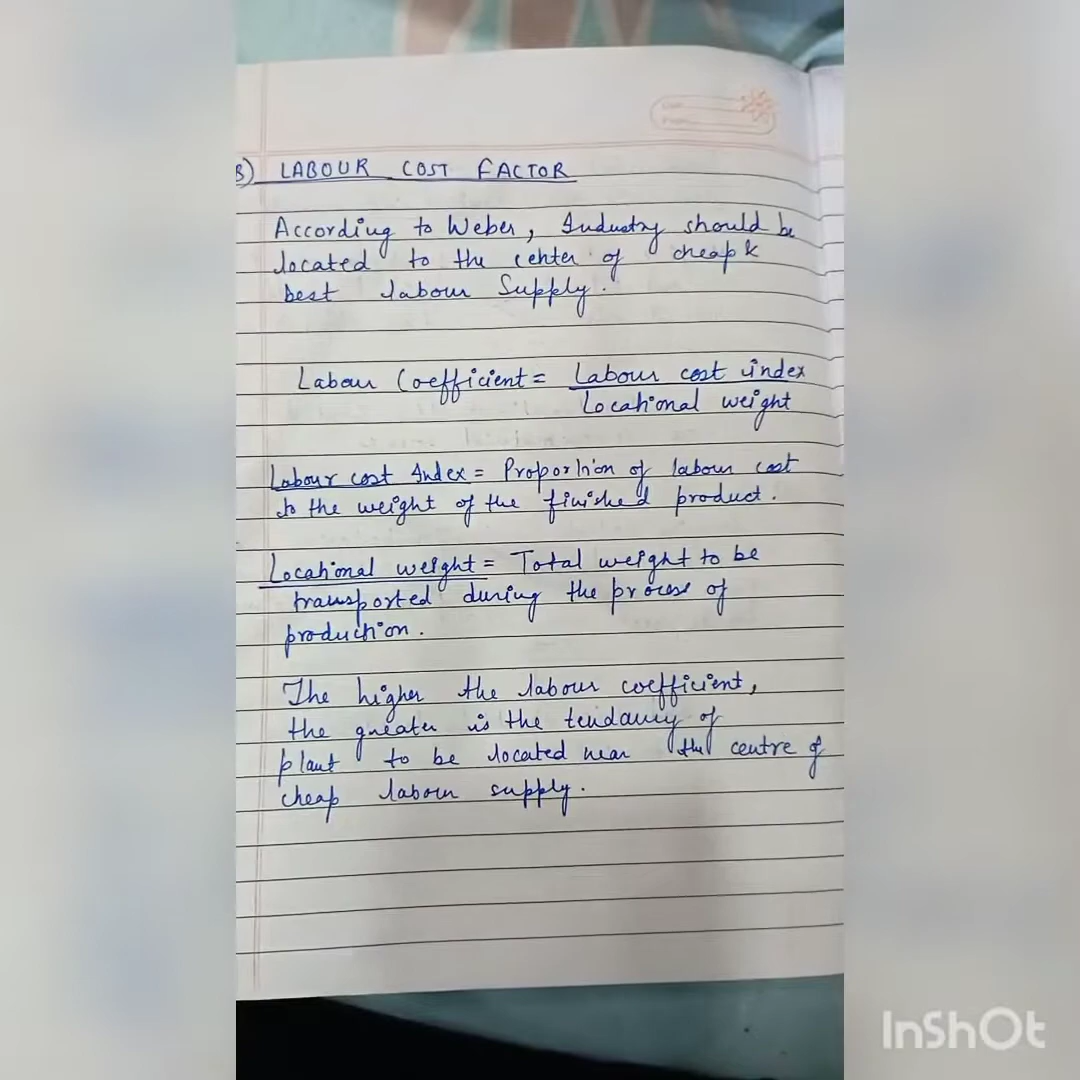 B) LABOUR COST FACTOR
According to Weber, Industry should be
located to the center of cheap &
best labour Supply.
Labour Coefficient = Labour cost index
Locational weight
Labour cost Index = Proportion of labour cost
to the weight of the finished product.
Locational weight = Total weight to be
transported during the process of
production.
The higher the labour coefficient,
the greater is the tendancy of
plant to be located near the centre of
cheap labour supply.
InShOt